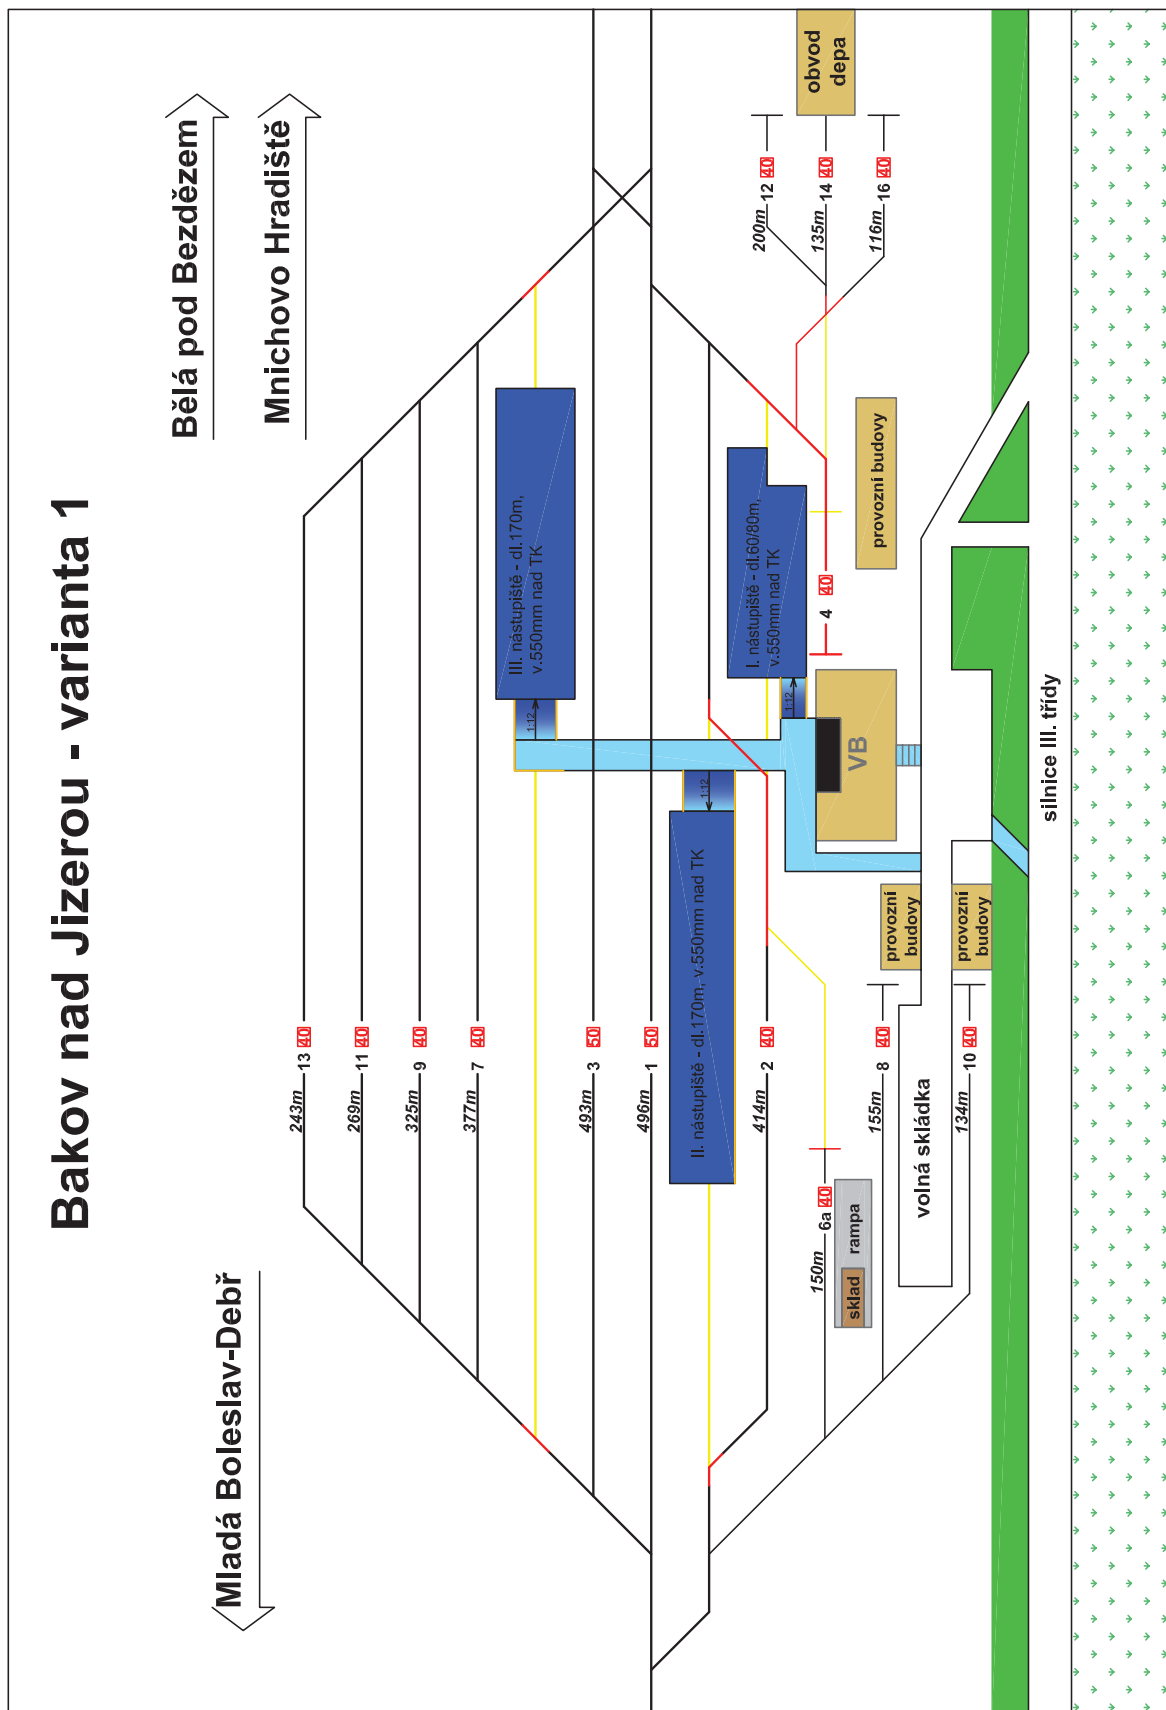 Bakov nad Jizerou - varianta 1
Mladá Boleslav-Debř
Bělá pod Bezdězem
Mnichovo Hradiště
243m 13 40
269m 11 40
325m 9 40
377m 7 40
III. nástupiště - dl.170m,
v.550mm nad TK
1:12
493m 3 50
496m 1 50
II. nástupiště - dl.170m, v.550mm nad TK
1:12
I. nástupiště - dl.60/80m,
v.550mm nad TK
1:12
414m 2 40
200m 12 40
135m 14 40
116m 16 40
obvod
depa
4 40
150m 6a 40
sklad rampa
VB
provozní budovy
155m 8 40
provozní
budovy
volná skládka
134m 10 40
provozní
budovy
silnice III. třídy